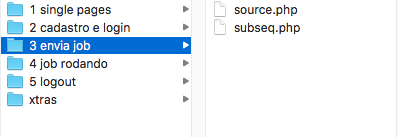 1 single pages
2 cadastro e login
3 envia job
4 job rodando
5 logout
xtras
source.php
subseq.php